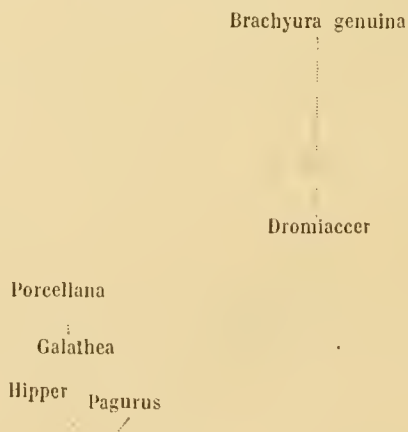 Brachyura genuina
Dromiaccer
Porcellana
Galathea
Hipper Pagurus